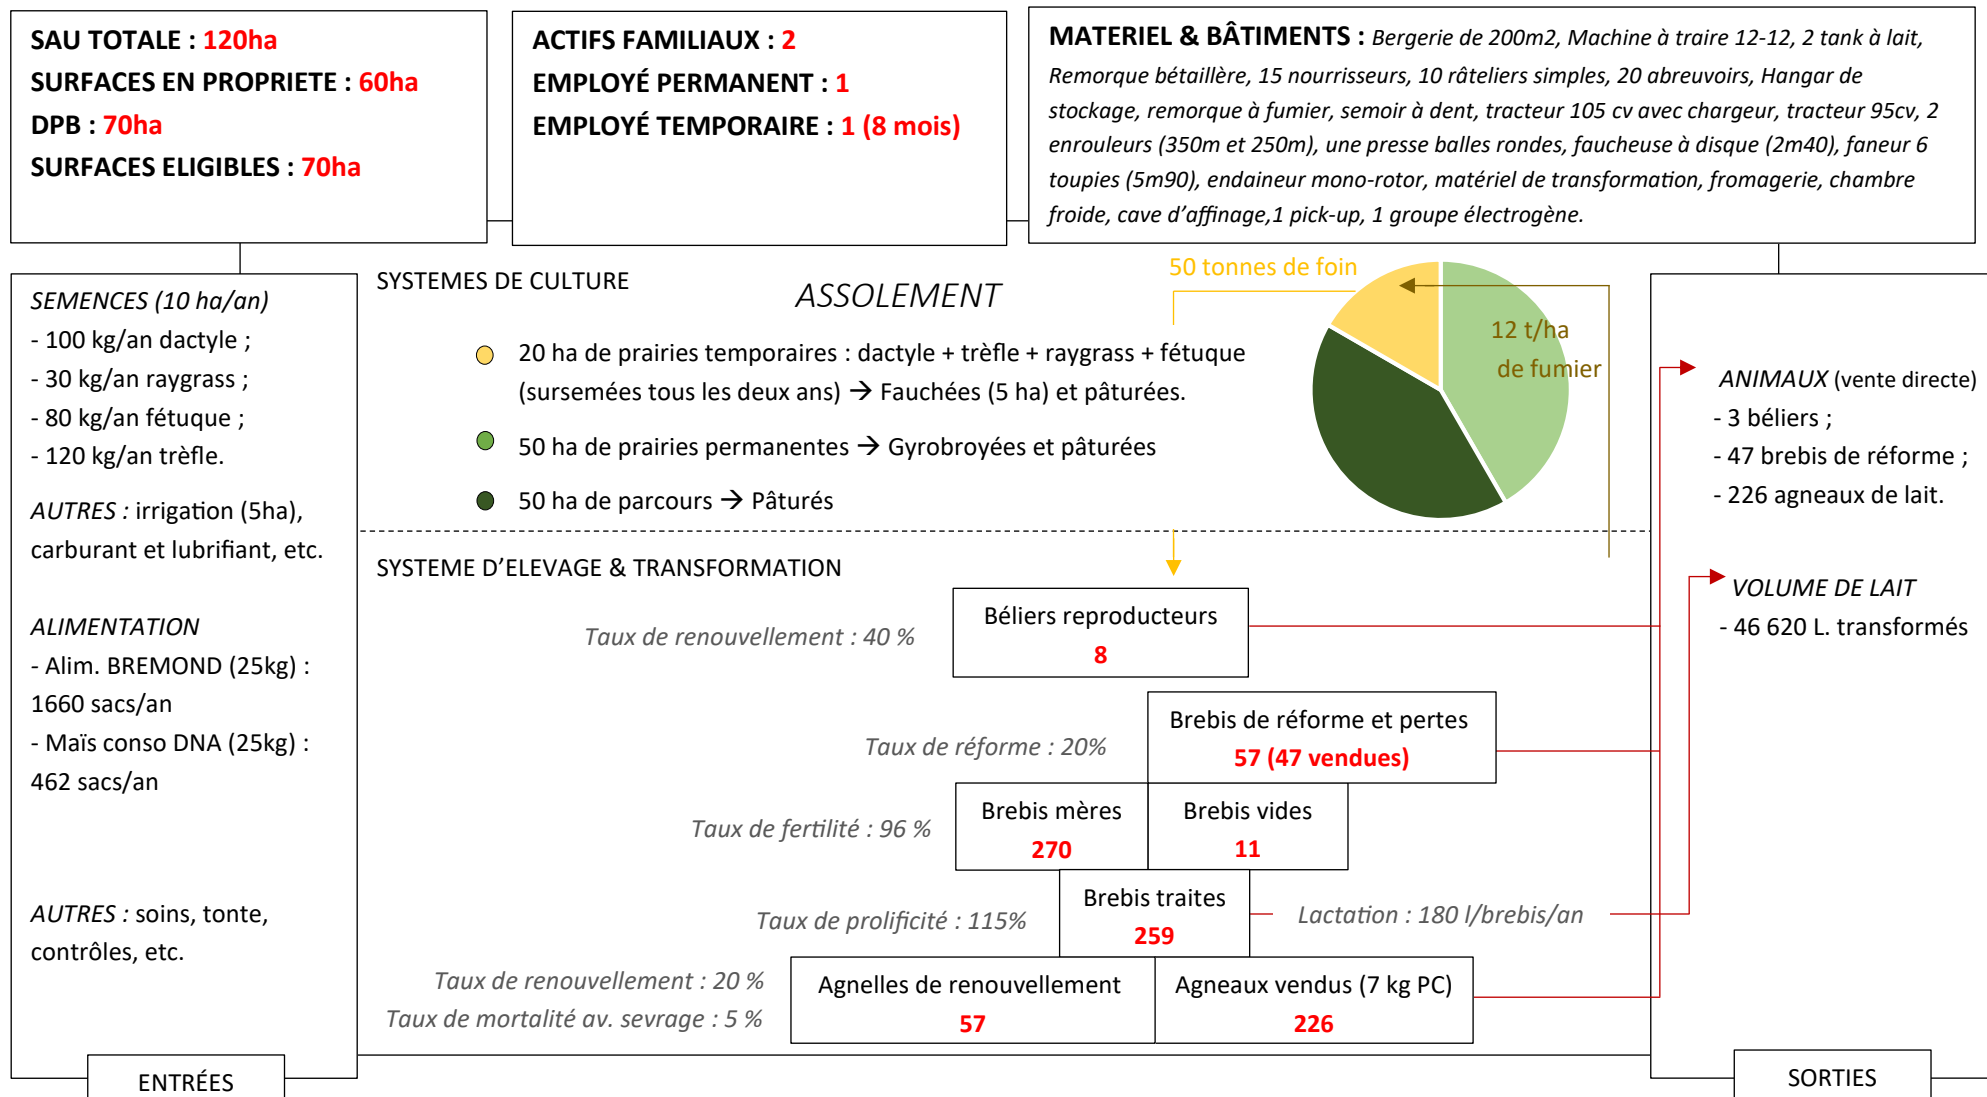 SAU TOTALE : 120ha
SURFACES EN PROPRIETE : 60ha
DPB : 70ha
SURFACES ELIGIBLES : 70ha
ACTIFS FAMILIAUX : 2
EMPLOYÉ PERMANENT : 1
EMPLOYÉ TEMPORAIRE : 1 (8 mois)
MATERIEL & BÂTIMENTS : Bergerie de 200m2, Machine à traire 12-12, 2 tank à lait,
Remorque bétaillère, 15 nourrisseurs, 10 râteliers simples, 20 abreuvoirs, Hangar de
stockage, remorque à fumier, semoir à dent, tracteur 105 cv avec chargeur, tracteur 95cv, 2
enrouleurs (350m et 250m), une presse balles rondes, faucheuse à disque (2m40), faneur 6
toupies (5m90), endaineur mono-rotor, matériel de transformation, fromagerie, chambre
froide, cave d'affinage,1 pick-up, 1 groupe électrogène.
SEMENCES (10 ha/an)
- 100 kg/an dactyle ;
- 30 kg/an raygrass ;
- 80 kg/an fétuque ;
- 120 kg/an trèfle.
AUTRES : irrigation (5ha),
carburant et lubrifiant, etc.
ALIMENTATION
- Alim. BREMOND (25kg) :
1660 sacs/an
- Maïs conso DNA (25kg) :
462 sacs/an
AUTRES : soins, tonte,
contrôles, etc.
ENTRÉES
SYSTEMES DE CULTURE
ASSOLEMENT
50 tonnes de foin
12 t/ha
de fumier
20 ha de prairies temporaires : dactyle + trèfle + raygrass + fétuque
(sursemées tous les deux ans) → Fauchées (5 ha) et pâturées.
50 ha de prairies permanentes → Gyrobroyées et pâturées
50 ha de parcours → Pâturés
SYSTEME D'ELEVAGE & TRANSFORMATION
Taux de renouvellement : 40 %
Béliers reproducteurs
8
Taux de réforme : 20%
Brebis de réforme et pertes
57 (47 vendues)
Taux de fertilité : 96 %
Brebis mères
270
Brebis vides
11
Taux de prolificité : 115%
Brebis traites
259
Lactation : 180 l/brebis/an
Taux de renouvellement : 20 %
Taux de mortalité av. sevrage : 5 %
Agnelles de renouvellement
57
Agneaux vendus (7 kg PC)
226
ANIMAUX (vente directe)
- 3 béliers ;
- 47 brebis de réforme ;
- 226 agneaux de lait.
VOLUME DE LAIT
- 46 620 L. transformés
SORTIES